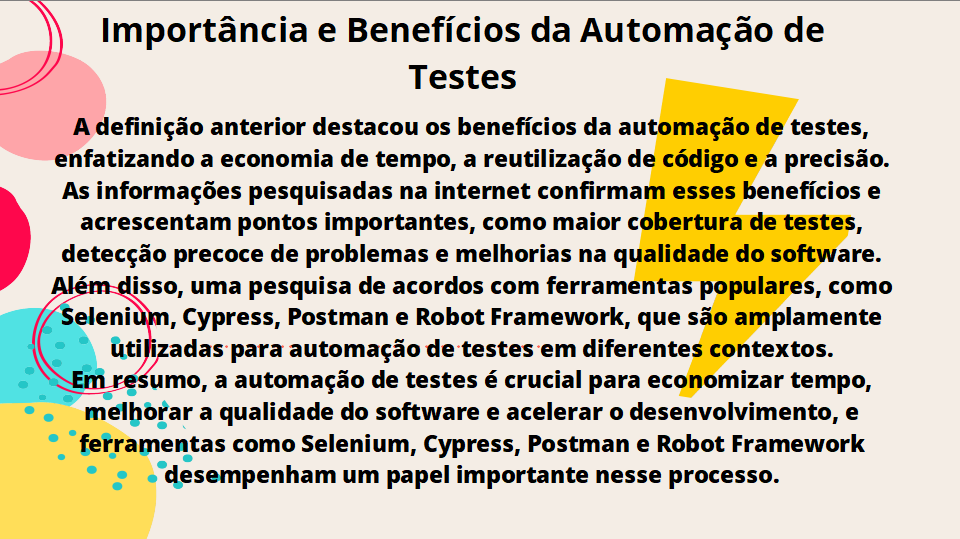 Importância e Benefícios da Automação de
Testes
A definição anterior destacou os benefícios da automação de testes,
enfatizando a economia de tempo, a reutilização de código e a precisão.
As informações pesquisadas na internet confirmam esses benefícios e
acrescentam pontos importantes, como maior cobertura de testes,
detecção precoce de problemas e melhorias na qualidade do software.
Além disso, uma pesquisa de acordos com ferramentas populares, como
Selenium, Cypress, Postman e Robot Framework, que são amplamente
utilizadas para automação de testes em diferentes contextos.
Em resumo, a automação de testes é crucial para economizar tempo,
melhorar a qualidade do software e acelerar o desenvolvimento, e
ferramentas como Selenium, Cypress, Postman e Robot Framework
desempenham um papel importante nesse processo.